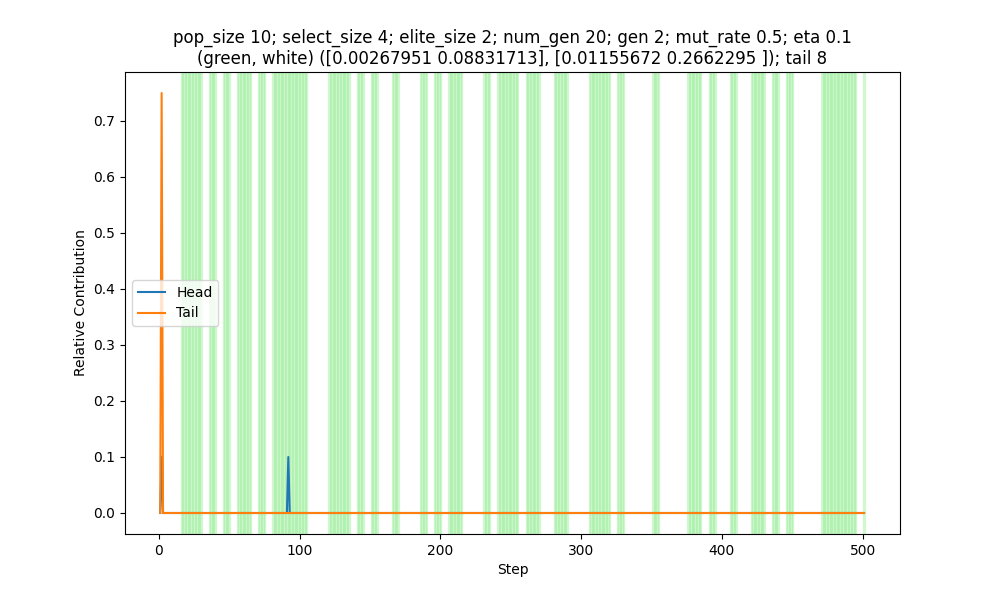 pop_size 10; select_size 4; elite_size 2; num_gen 20; gen 2; mut_rate 0.5; eta 0.1
(green, white) ([0.00267951 0.08831713], [0.01155672 0.2662295 ]); tail 8
0.7
0.6
0.5
0.4
0.3
0.2
0.1
0.0
Relative Contribution
Head
Tail
0
100
200
300
400
500
Step